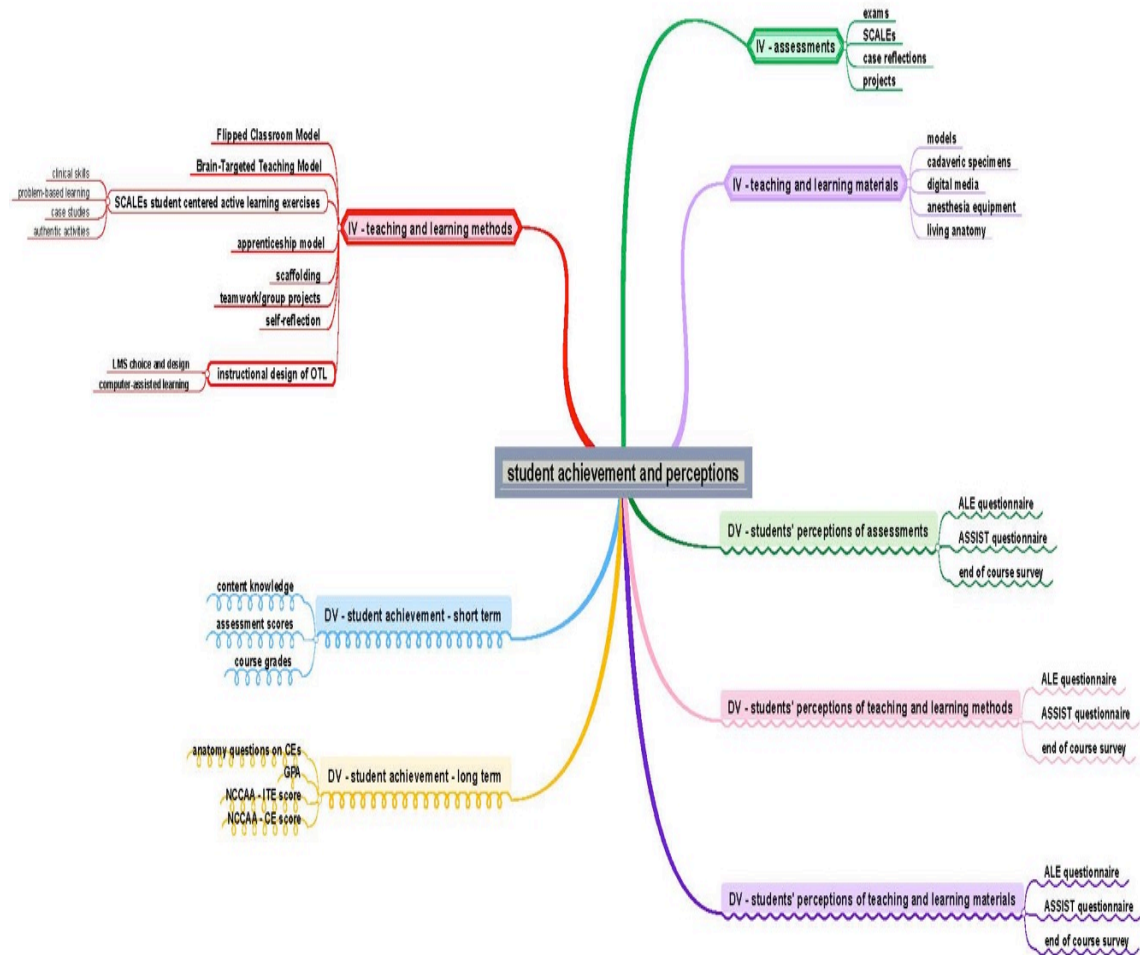 exams
IV - assessments
SCALEs
case reflections
projects
Flipped Classroom Model
Brain-Targeted Teaching Model
clinical skills
problem-based learning
SCALEs student centered active learning exercises
case studies
authentic activities
IV - teaching and learning methods
apprenticeship model
scaffolding
teamwork/group projects
self-reflection
LMS choice and design
instructional design of OTL
computer-assisted learning
models
cadaveric specimens
IV - teaching and learning materials
digital media
anesthesia equipment
living anatomy
student achievement and perceptions
ALE questionnaire
DV - students' perceptions of assessments
ASSIST questionnaire
end of course survey
content knowledge
DV - student achievement - short term
assessment scores
course grades
ALE questionnaire
DV - students' perceptions of teaching and learning methods
ASSIST questionnaire
end of course survey
anatomy questions on CEs
GPA
DV - student achievement - long term
NCCAA - ITE score
NCCAA - CE score
ALE questionnaire
DV - students' perceptions of teaching and learning materials
ASSIST questionnaire
end of course survey